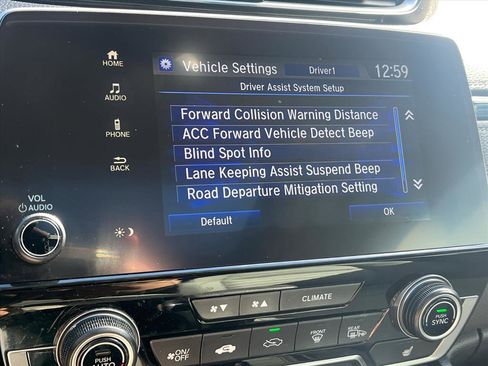 HOME
Vehicle Settings Driver1 12:59
Driver Assist System Setup
AUDIO
Forward Collision Warning Distance
ACC Forward Vehicle Detect Beep
PHONE
Blind Spot Info
BACK
Lane Keeping Assist Suspend Beep
Road Departure Mitigation Setting
VOL
AUDIO
Default OK
CLIMATE
PUSH
AUTO
ON/
OFF
FRONT
REAR
PUSH
SYNC